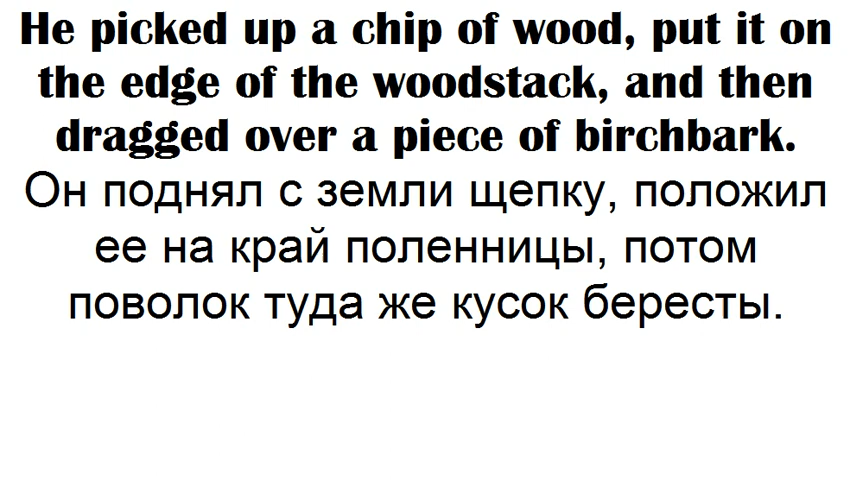 He picked up a chip of wood, put it on
the edge of the woodstack, and then
dragged over a piece of birchbark.
Он поднял с земли щепку, положил
ее на край поленницы, потом
поволок туда же кусок бересты.